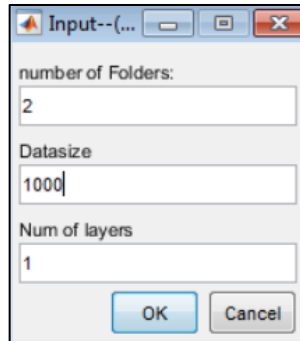 Input--(...
number of Folders:
2
Datasize
1000
Num of layers
1
OK
Cancel